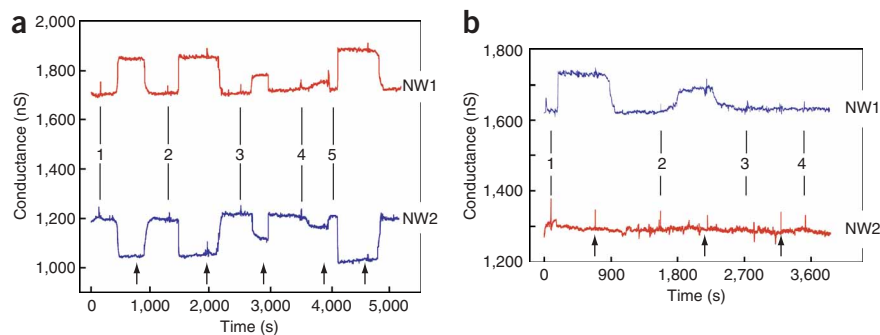 a
2,000
1,800
1,600
1,400
1,200
1,000
Conductance (nS)
NW1
1 2 3 4 5
NW2
0 1,000 2,000 3,000 4,000 5,000
Time (s)
b
1,800
1,600
1,400
1,300
1,200
Conductance (nS)
NW1
1 2 3 4
NW2
0 900 1,800 2,700 3,600
Time (s)